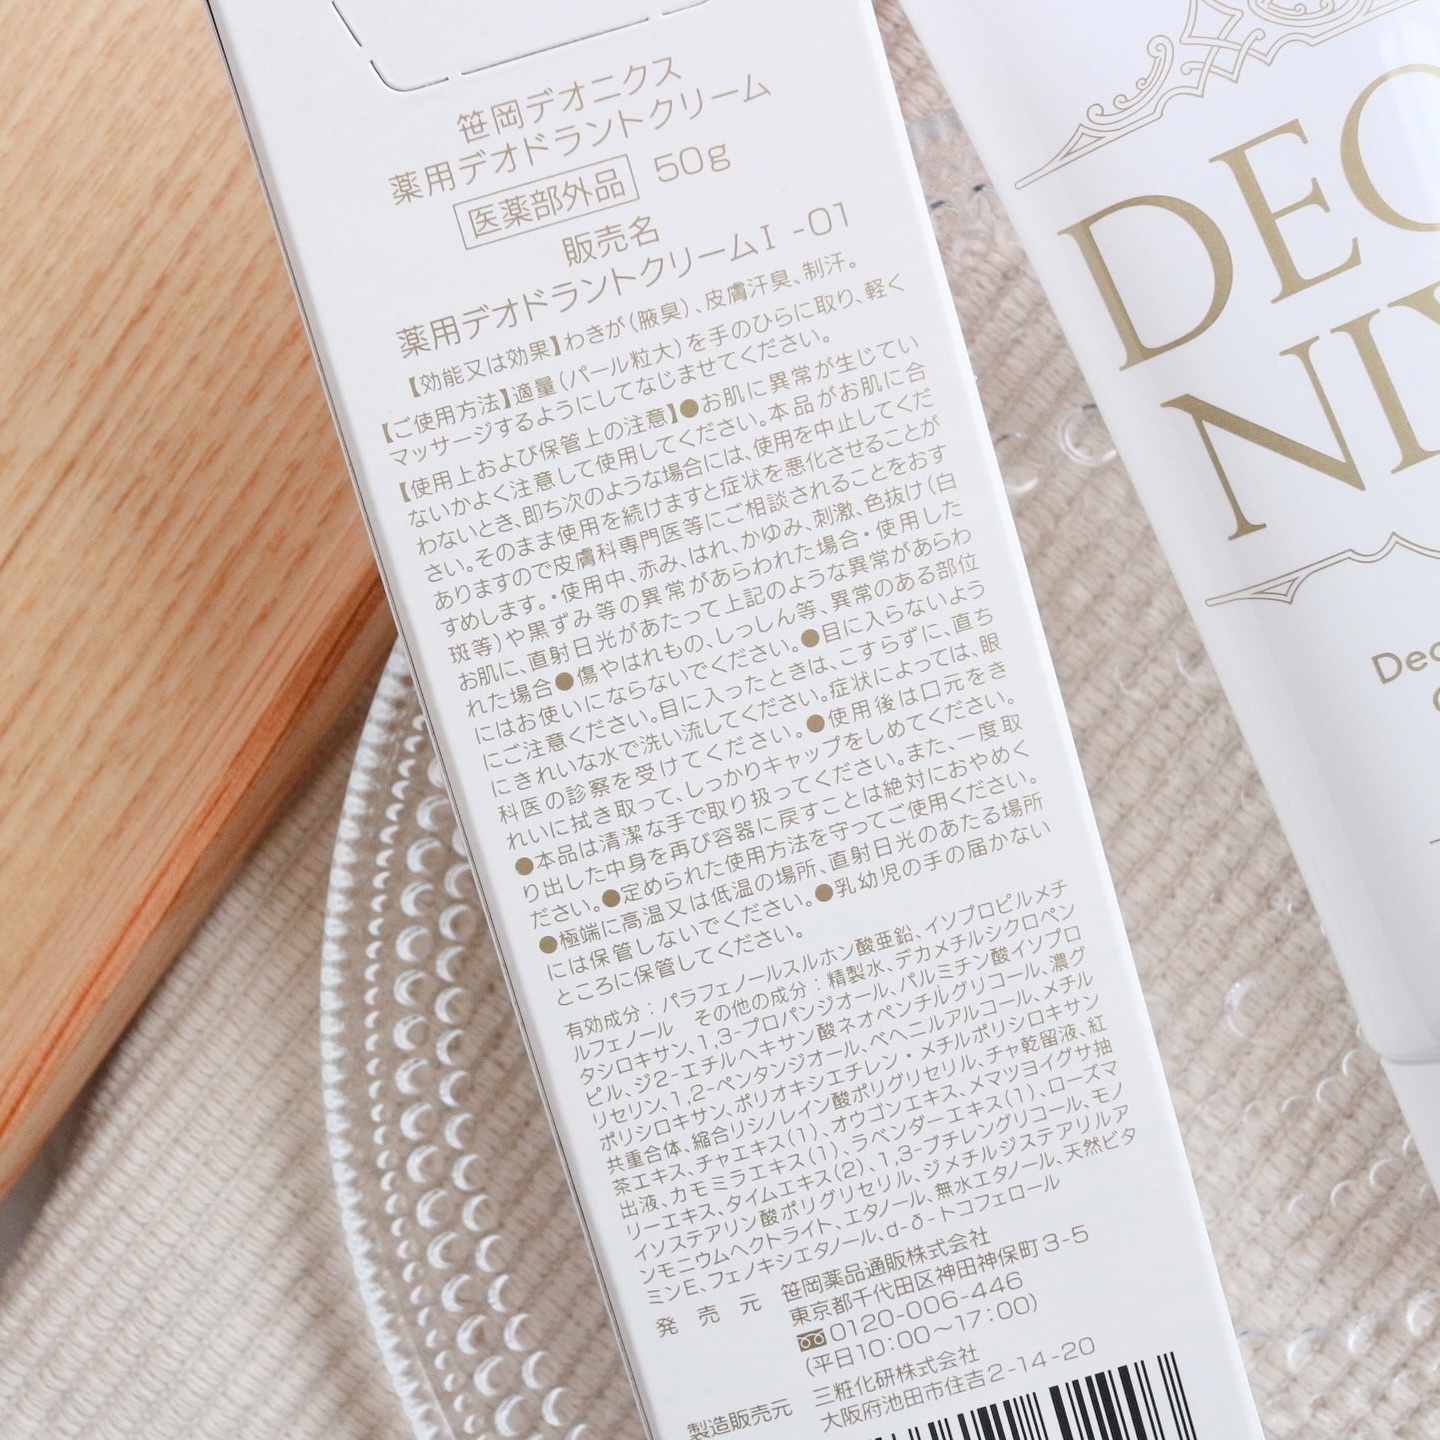 笹岡デオニクス
薬用デオドラントクリーム
医薬部外品 50g
販売名
薬用デオドラントクリームI -01
【効能又は効果】わきが(腋臭)、皮膚汗臭、制汗。
【ご使用方法】適量(パール粒大)を手のひらに取り、軽く
マッサージするようにしてなじませてください。
【使用上および保管上の注意】●お肌に異常が生じてい
ないかよく注意して使用してください。本品がお肌に合
わないとき、即ち次のような場合には、使用を中止してくだ
さい。そのまま使用を続けますと症状を悪化させることが
ありますので皮膚科専門医等にご相談されることをおす
すめします。・使用中、赤み、はれ、かゆみ、刺激、色抜け(白
斑等)や黒ずみ等の異常があらわれた場合・使用した
お肌に、直射日光があたって上記のような異常があらわ
れた場合●傷やはれもの、しっしん等、異常のある部位
にはお使いにならないでください。●目に入らないよう
にご注意ください。目に入ったときは、こすらずに、直ち
にきれいな水で洗い流してください。症状によっては、眼
科医の診察を受けてください。●使用後は口元をき
れいに拭き取って、しっかりキャップをしめてください。
●本品は清潔な手で取り扱ってください。また、一度取
り出した中身を再び容器に戻すことは絶対におやめく
ださい。●定められた使用方法を守ってご使用ください。
●極端に高温又は低温の場所、直射日光のあたる場所
には保管しないでください。●乳幼児の手の届かない
ところに保管してください。
有効成分:パラフェノールスルホン酸亜鉛、イソプロピルメチ
ルフェノール その他の成分:精製水、デカメチルシクロペン
タシロキサン、1,3-プロパンジオール、パルミチン酸イソプロ
ピル、ジ2-エチルヘキサン酸ネオペンチルグリコール、濃グ
リセリン、1,2-ペンタンジオール、ベヘニルアルコール、メチル
ポリシロキサン、ポリオキシエチレン・メチルポリシロキサン
共重合体、縮合リシノレイン酸ポリグリセリル、チャ乾留液、紅
茶エキス、チャエキス(1)、オウゴンエキス、メマツヨイグサ抽
出液、カモミラエキス(1)、ラベンダーエキス(1)、ローズマ
リーエキス、タイムエキス(2)、1,3-ブチレングリコール、モノ
イソステアリン酸ポリグリセリル、ジメチルジステアリルア
ンモニウムヘクトライト、エタノール、無水エタノール、天然ビタ
ミンE、フェノキシエタノール、d-δ-トコフェロール
発売元 笹岡薬品通販株式会社
東京都千代田区神田神保町3-5
0120-006-446
(平日10:00~17:00)
製造販売元 三粧化研株式会社
大阪府池田市住吉2-14-20
DEO
NI